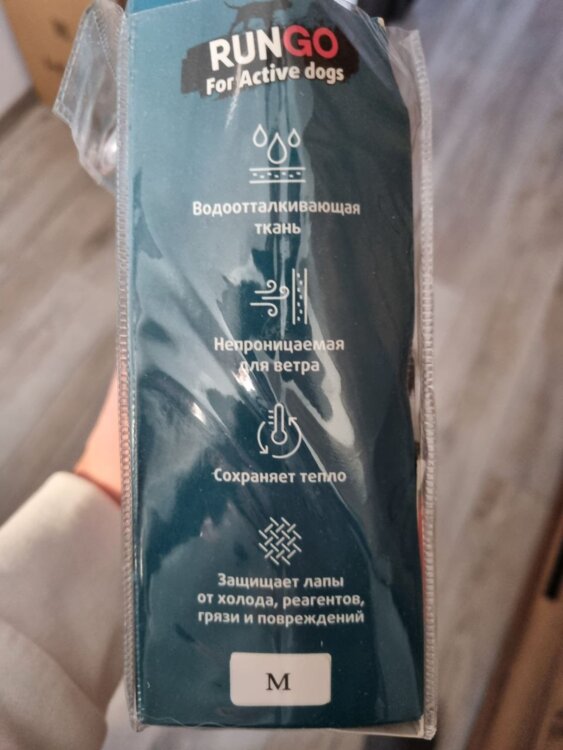 RUNGO
For Active dogs
Водоотталкивающая
ткань
Непроницаемая
для ветра
Сохраняет тепло
Защищает лапы
от холода, реагентов,
грязи и повреждений
M